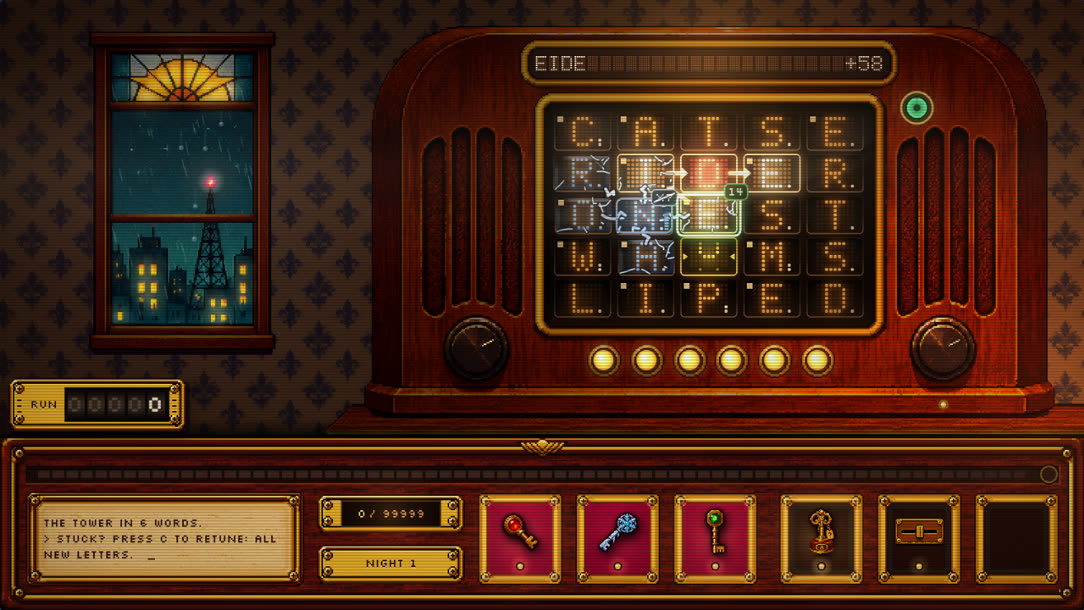 EIDE +58
C A T S E
R I D E R
O N E S T
14
W A Y M S
L I P E D
RUN 00000
THE TOWER IN 6 WORDS.
> STUCK? PRESS C TO RETUNE: ALL
NEW LETTERS. _
0 / 99999
NIGHT 1